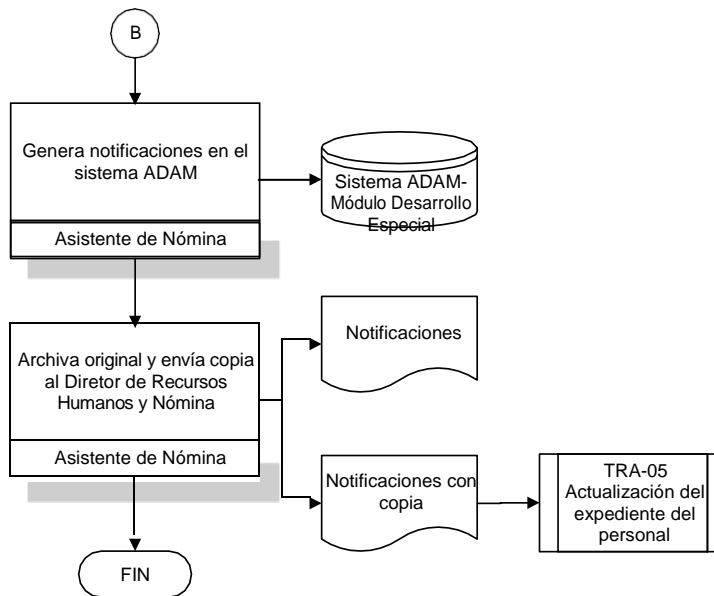 B
Genera notificaciones en el
sistema ADAM
Asistente de Nómina
Sistema ADAM-
Módulo Desarrollo
Especial
Archiva original y envía copia
al Diretor de Recursos
Humanos y Nómina
Asistente de Nómina
Notificaciones
Notificaciones con
copia
TRA-05
Actualización del
expediente del
personal
FIN